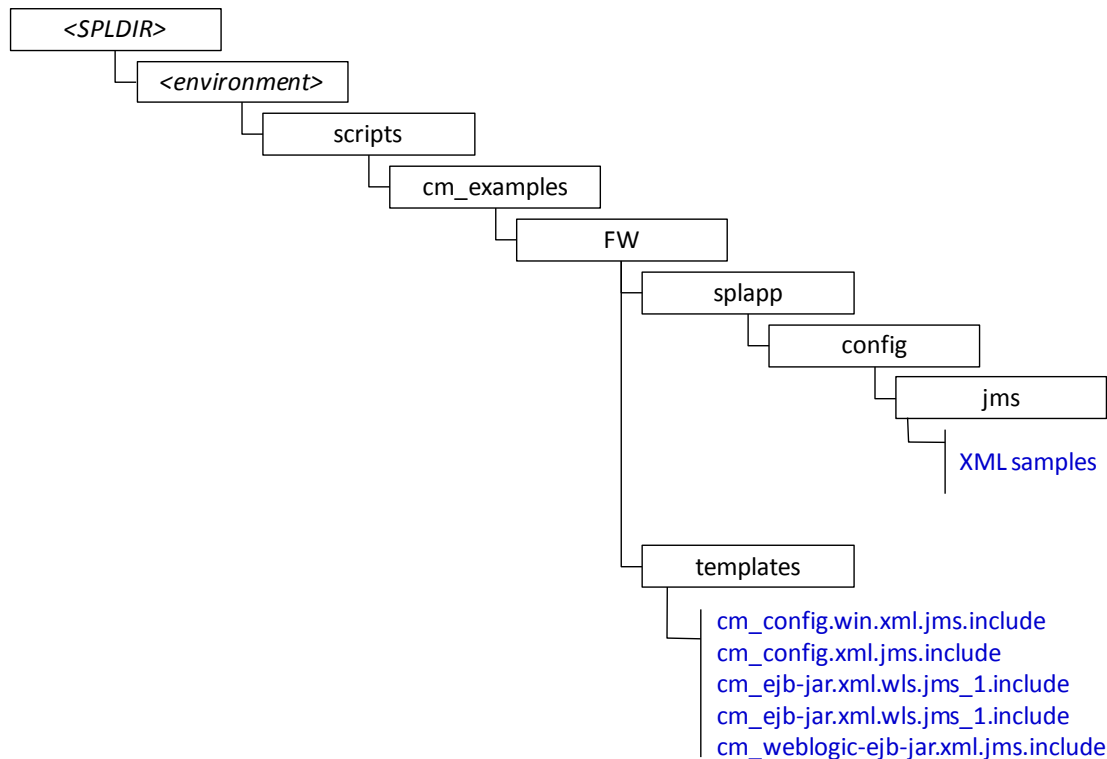 <SPLDIR>
<environment>
scripts
cm_examples
FW
splapp
config
jms
XML samples
templates
cm_config.win.xml.jms.include
cm_config.xml.jms.include
cm_ejb-jar.xml.wls.jms_1.include
cm_ejb-jar.xml.wls.jms_1.include
cm_weblogic-ejb-jar.xml.jms.include